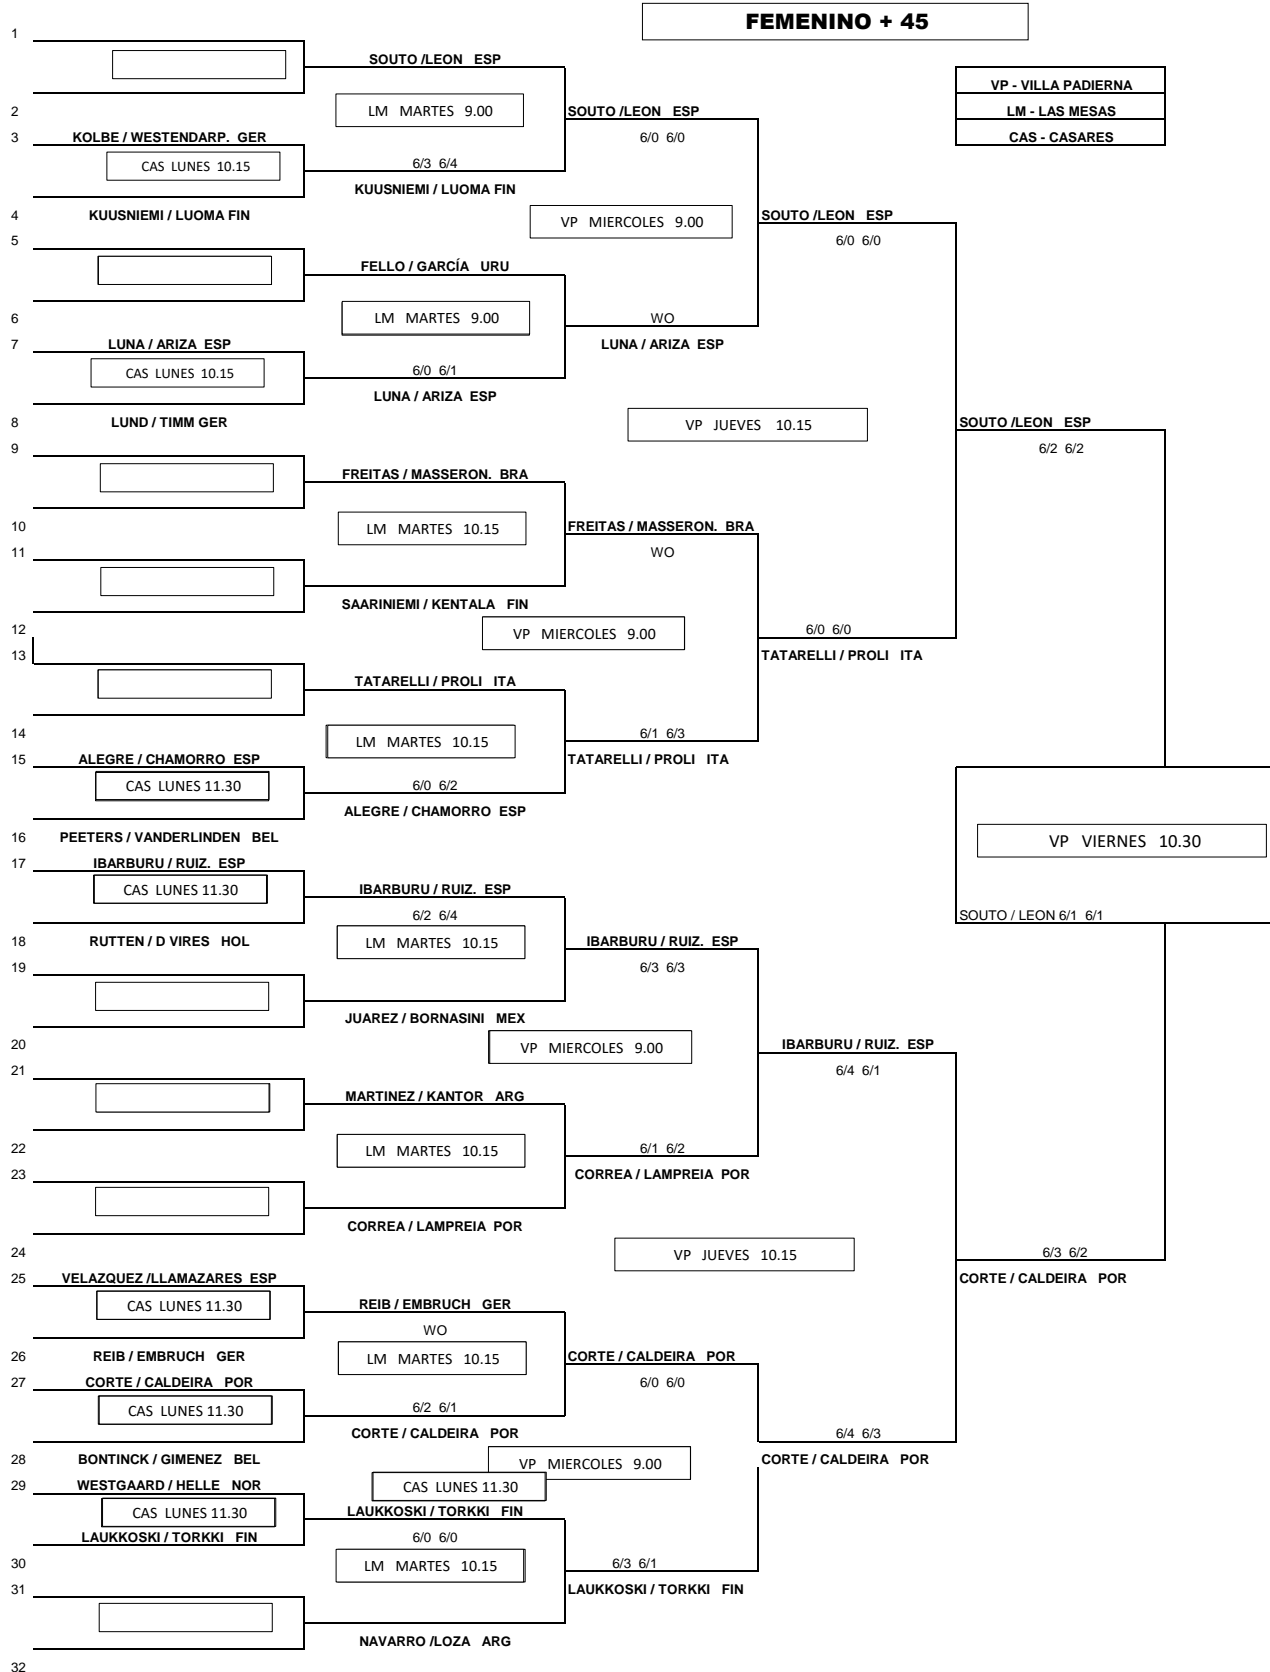 FEMENINO + 45
1
SOUTO /LEON ESP
VP - VILLA PADIERNA
2
LM MARTES 9.00
SOUTO /LEON ESP
LM - LAS MESAS
3
KOLBE / WESTENDARP. GER
6/0 6/0
CAS - CASARES
CAS LUNES 10.15
6/3 6/4
KUUSNIEMI / LUOMA FIN
4
KUUSNIEMI / LUOMA FIN
VP MIERCOLES 9.00
SOUTO /LEON ESP
5
6/0 6/0
FELLO / GARCÍA URU
6
LM MARTES 9.00
WO
7
LUNA / ARIZA ESP
LUNA / ARIZA ESP
CAS LUNES 10.15
6/0 6/1
LUNA / ARIZA ESP
8
LUND / TIMM GER
VP JUEVES 10.15
SOUTO /LEON ESP
9
6/2 6/2
FREITAS / MASSERON. BRA
10
LM MARTES 10.15
FREITAS / MASSERON. BRA
11
WO
SAARINIEMI / KENTALA FIN
12
VP MIERCOLES 9.00
6/0 6/0
13
TATARELLI / PROLI ITA
TATARELLI / PROLI ITA
14
LM MARTES 10.15
6/1 6/3
15
ALEGRE / CHAMORRO ESP
TATARELLI / PROLI ITA
CAS LUNES 11.30
6/0 6/2
ALEGRE / CHAMORRO ESP
16
PEETERS / VANDERLINDEN BEL
VP VIERNES 10.30
17
IBARBURU / RUIZ. ESP
CAS LUNES 11.30
IBARBURU / RUIZ. ESP
6/2 6/4
SOUTO / LEON 6/1 6/1
18
RUTTEN / D VIRES HOL
LM MARTES 10.15
IBARBURU / RUIZ. ESP
19
6/3 6/3
JUAREZ / BORNASINI MEX
20
VP MIERCOLES 9.00
IBARBURU / RUIZ. ESP
21
6/4 6/1
MARTINEZ / KANTOR ARG
22
LM MARTES 10.15
6/1 6/2
23
CORREA / LAMPREIA POR
CORREA / LAMPREIA POR
24
VP JUEVES 10.15
6/3 6/2
25
VELAZQUEZ /LLAMAZARES ESP
CORTE / CALDEIRA POR
CAS LUNES 11.30
REIB / EMBRUCH GER
WO
26
REIB / EMBRUCH GER
LM MARTES 10.15
CORTE / CALDEIRA POR
27
CORTE / CALDEIRA POR
6/0 6/0
CAS LUNES 11.30
6/2 6/1
CORTE / CALDEIRA POR
6/4 6/3
28
BONTINCK / GIMENEZ BEL
VP MIERCOLES 9.00
CORTE / CALDEIRA POR
29
WESTGAARD / HELLE NOR
CAS LUNES 11.30
CAS LUNES 11.30
LAUKKOSKI / TORKKI FIN
LAUKKOSKI / TORKKI FIN
6/0 6/0
30
LM MARTES 10.15
6/3 6/1
31
LAUKKOSKI / TORKKI FIN
NAVARRO /LOZA ARG
32